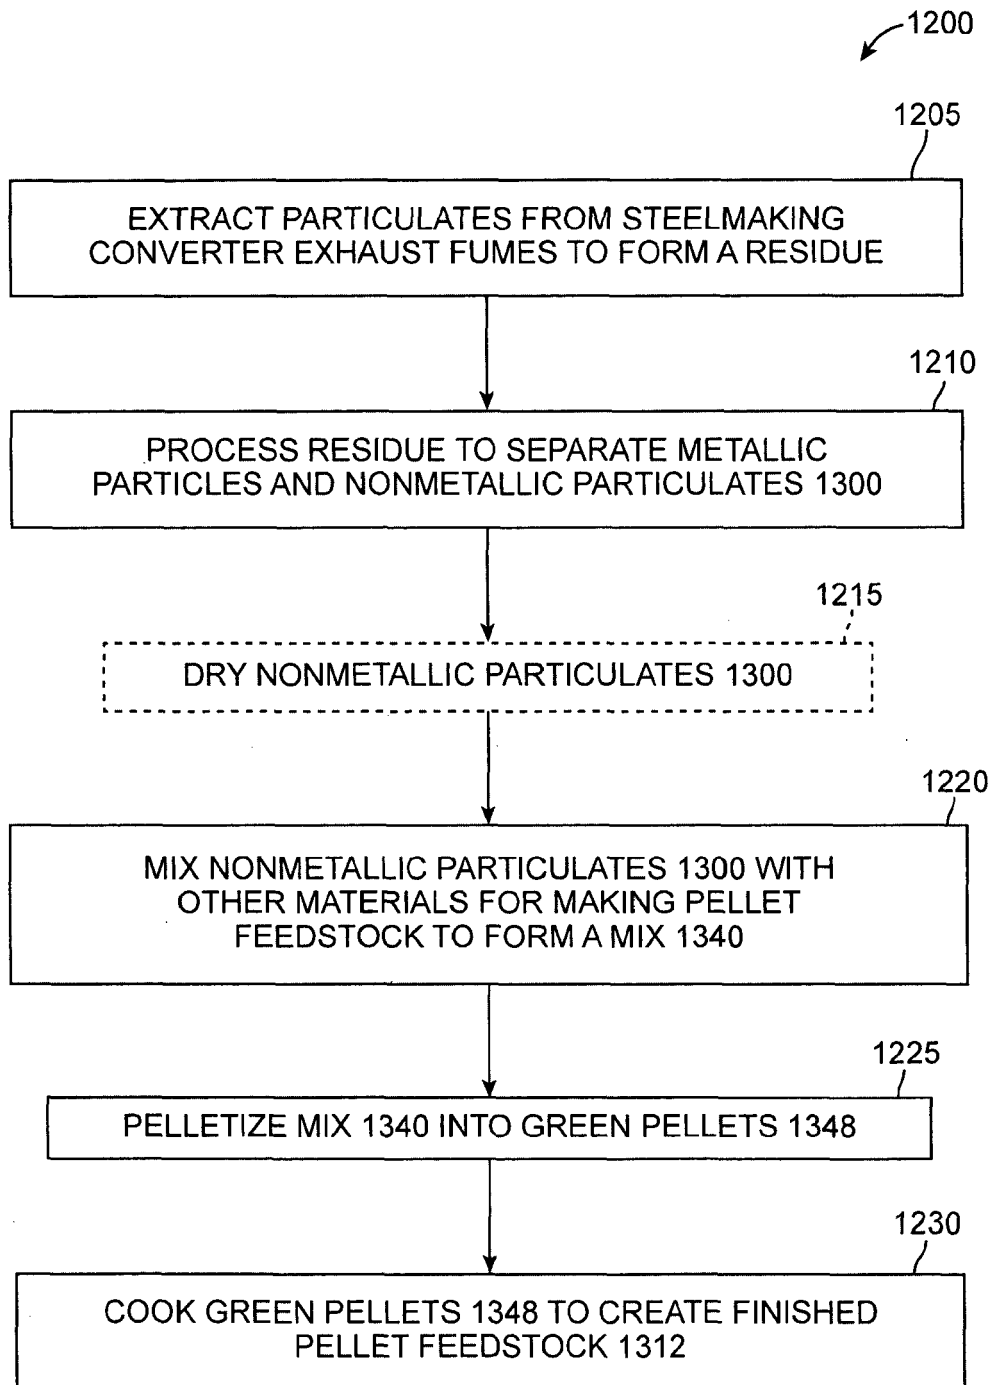 1200
1205
EXTRACT PARTICULATES FROM STEELMAKING
CONVERTER EXHAUST FUMES TO FORM A RESIDUE
1210
PROCESS RESIDUE TO SEPARATE METALLIC
PARTICLES AND NONMETALLIC PARTICULATES 1300
1215
DRY NONMETALLIC PARTICULATES 1300
1220
MIX NONMETALLIC PARTICULATES 1300 WITH
OTHER MATERIALS FOR MAKING PELLET
FEEDSTOCK TO FORM A MIX 1340
1225
PELLETIZE MIX 1340 INTO GREEN PELLETS 1348
1230
COOK GREEN PELLETS 1348 TO CREATE FINISHED
PELLET FEEDSTOCK 1312